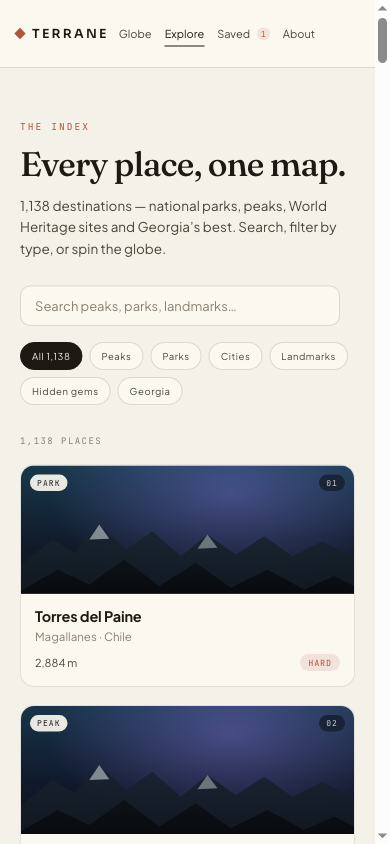 TERRANE Globe Explore Saved 1 About
THE INDEX
Every place, one map.
1,138 destinations — national parks, peaks, World
Heritage sites and Georgia's best. Search, filter by
type, or spin the globe.
Search peaks, parks, landmarks…
All 1,138 Peaks Parks Cities Landmarks
Hidden gems Georgia
1,138 PLACES
PARK 01
Torres del Paine
Magallanes · Chile
2,884 m HARD
PEAK 02